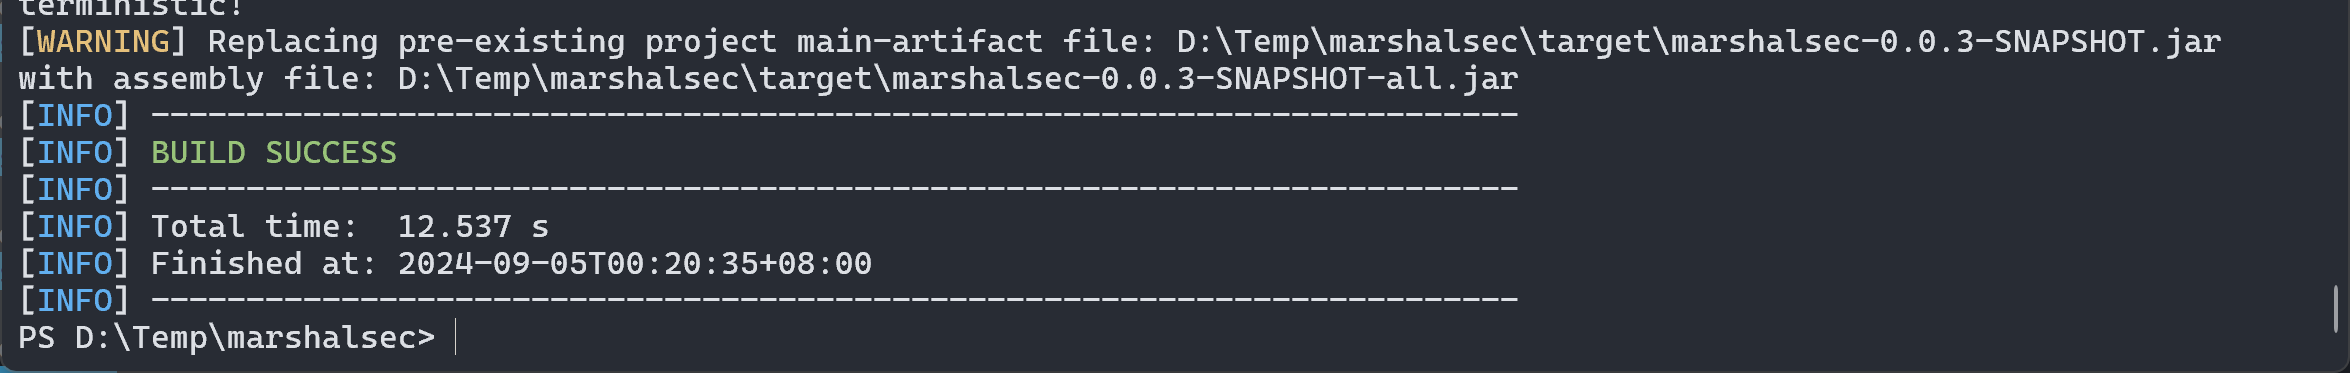 terministic!
[WARNING] Replacing pre-existing project main-artifact file: D:\Temp\marshalsec\target\marshalsec-0.0.3-SNAPSHOT.jar
with assembly file: D:\Temp\marshalsec\target\marshalsec-0.0.3-SNAPSHOT-all.jar
[INFO] ------------------------------------------------------------------------
[INFO] BUILD SUCCESS
[INFO] ------------------------------------------------------------------------
[INFO] Total time:  12.537 s
[INFO] Finished at: 2024-09-05T00:20:35+08:00
[INFO] ------------------------------------------------------------------------
PS D:\Temp\marshalsec>